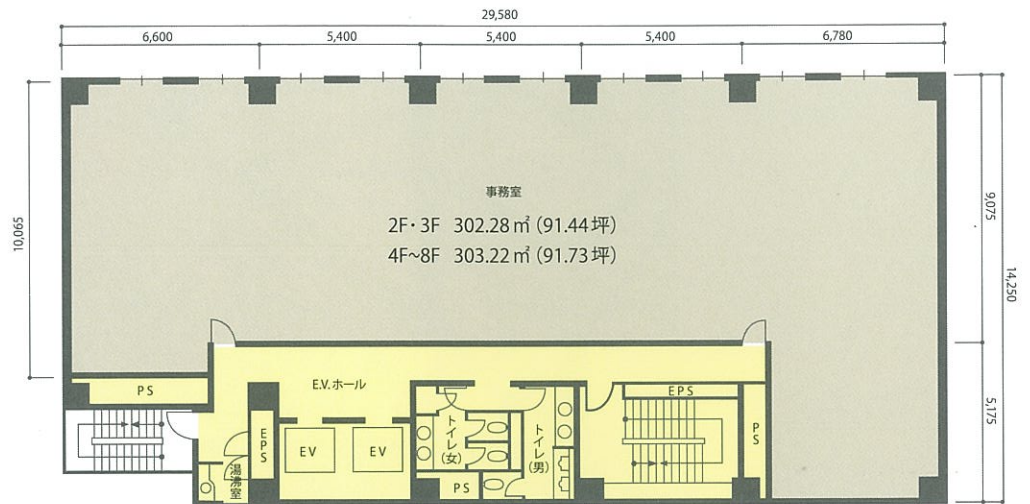 29,580
6,600
5,400
5,400
5,400
6,780
10,065
9,075
14,250
5,175
事務室
2F・3F 302.28㎡ (91.44坪)
4F~8F 303.22㎡ (91.73坪)
PS
E.V.ホール
EPS
EPS
EV
EV
トイレ(女)
トイレ(男)
PS
PS
湯沸室